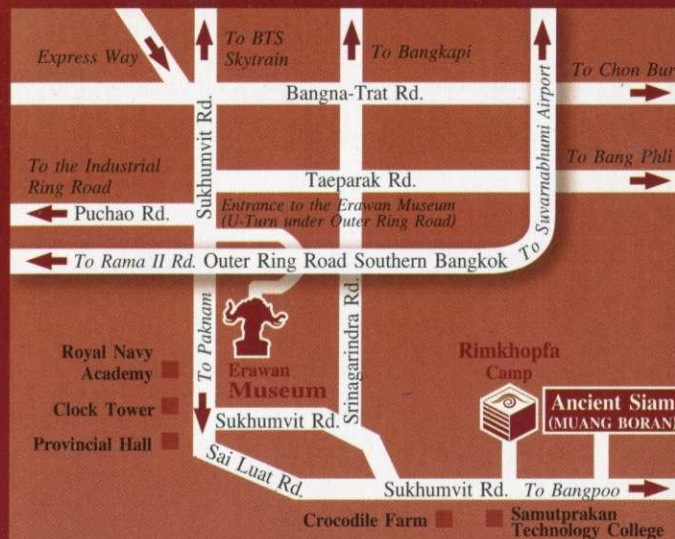 Express Way
To BTS
Skytrain
To Bangkapi
To Chon Bur
Bangna-Trat Rd.
Sukhumvit Rd.
To Suvarnabhumi Airport
To Bang Phli
Taeparak Rd.
To the Industrial
Ring Road
Puchao Rd.
Entrance to the Erawan Museum
(U-Turn under Outer Ring Road)
To Rama II Rd. Outer Ring Road Southern Bangkok
To Paknam
Srinagarindra Rd.
Royal Navy
Academy
Clock Tower
Provincial Hall
Erawan
Museum
Rimkhopfa
Camp
Ancient Siam
(MUANG BORAN)
Sukhumvit Rd.
Sai Luat Rd.
Sukhumvit Rd. To Bangpoo
Crocodile Farm
Samutprakan
Technology College